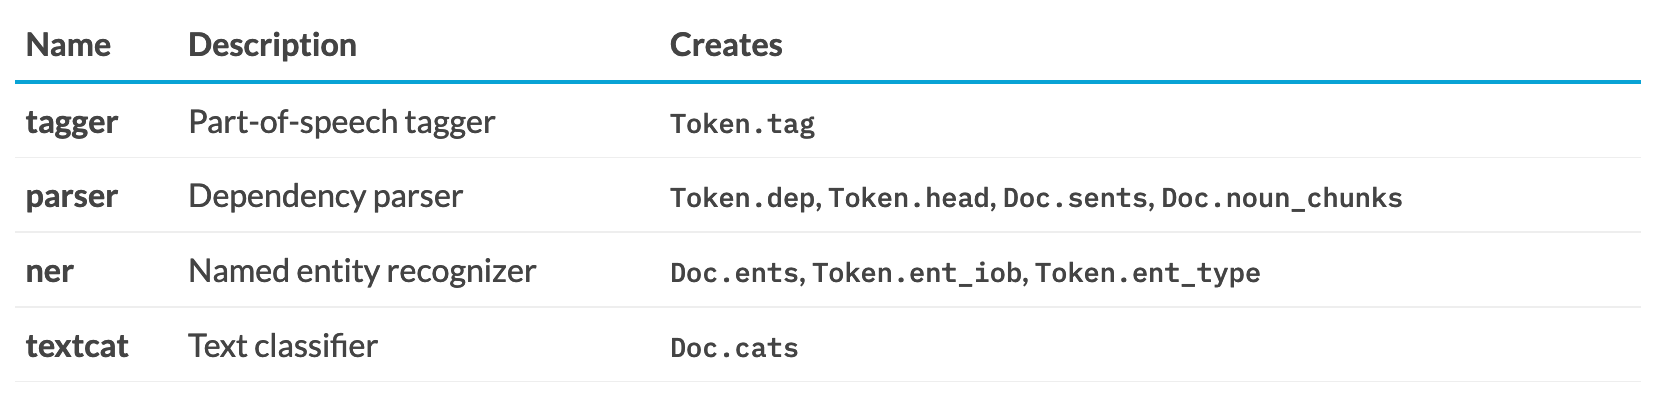 Name Description Creates
tagger Part-of-speech tagger Token.tag
parser Dependency parser Token.dep, Token.head, Doc.sents, Doc.noun_chunks
ner Named entity recognizer Doc.ents, Token.ent_iob, Token.ent_type
textcat Text classifier Doc.cats